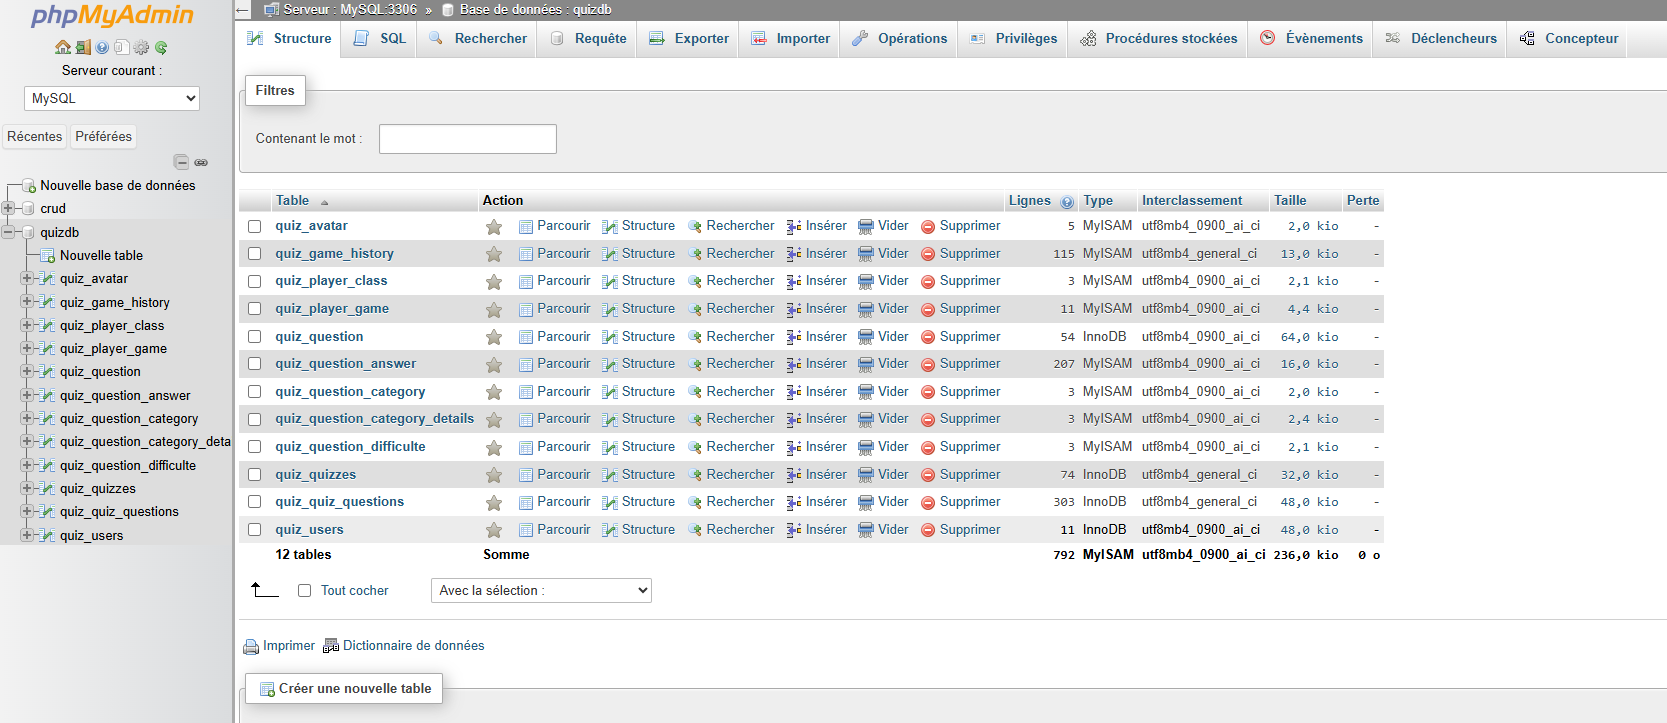 phpMyAdmin
Serveur courant :
MySQL
Récentes Préférées
Nouvelle base de données
crud
quizdb
Nouvelle table
quiz_avatar
quiz_game_history
quiz_player_class
quiz_player_game
quiz_question
quiz_question_answer
quiz_question_category
quiz_question_category_deta
quiz_question_difficulte
quiz_quizzes
quiz_quiz_questions
quiz_users
Serveur : MySQL:3306 » Base de données : quizdb
Structure SQL Rechercher Requête Exporter Importer Opérations Privilèges Procédures stockées Évènements Déclencheurs Concepteur
Filtres
Contenant le mot :
Table Action Lignes Type Interclassement Taille Perte
quiz_avatar Parcourir Structure Rechercher Insérer Vider Supprimer 5 MyISAM utf8mb4_0900_ai_ci 2,0 kio -
quiz_game_history Parcourir Structure Rechercher Insérer Vider Supprimer 115 MyISAM utf8mb4_general_ci 13,0 kio -
quiz_player_class Parcourir Structure Rechercher Insérer Vider Supprimer 3 MyISAM utf8mb4_0900_ai_ci 2,1 kio -
quiz_player_game Parcourir Structure Rechercher Insérer Vider Supprimer 11 MyISAM utf8mb4_0900_ai_ci 4,4 kio -
quiz_question Parcourir Structure Rechercher Insérer Vider Supprimer 54 InnoDB utf8mb4_0900_ai_ci 64,0 kio -
quiz_question_answer Parcourir Structure Rechercher Insérer Vider Supprimer 207 MyISAM utf8mb4_0900_ai_ci 16,0 kio -
quiz_question_category Parcourir Structure Rechercher Insérer Vider Supprimer 3 MyISAM utf8mb4_0900_ai_ci 2,0 kio -
quiz_question_category_details Parcourir Structure Rechercher Insérer Vider Supprimer 3 MyISAM utf8mb4_0900_ai_ci 2,4 kio -
quiz_question_difficulte Parcourir Structure Rechercher Insérer Vider Supprimer 3 MyISAM utf8mb4_0900_ai_ci 2,1 kio -
quiz_quizzes Parcourir Structure Rechercher Insérer Vider Supprimer 74 InnoDB utf8mb4_general_ci 32,0 kio -
quiz_quiz_questions Parcourir Structure Rechercher Insérer Vider Supprimer 303 InnoDB utf8mb4_general_ci 48,0 kio -
quiz_users Parcourir Structure Rechercher Insérer Vider Supprimer 11 InnoDB utf8mb4_0900_ai_ci 48,0 kio -
12 tables Somme 792 MyISAM utf8mb4_0900_ai_ci 236,0 kio 0 o
Tout cocher Avec la sélection :
Imprimer Dictionnaire de données
Créer une nouvelle table